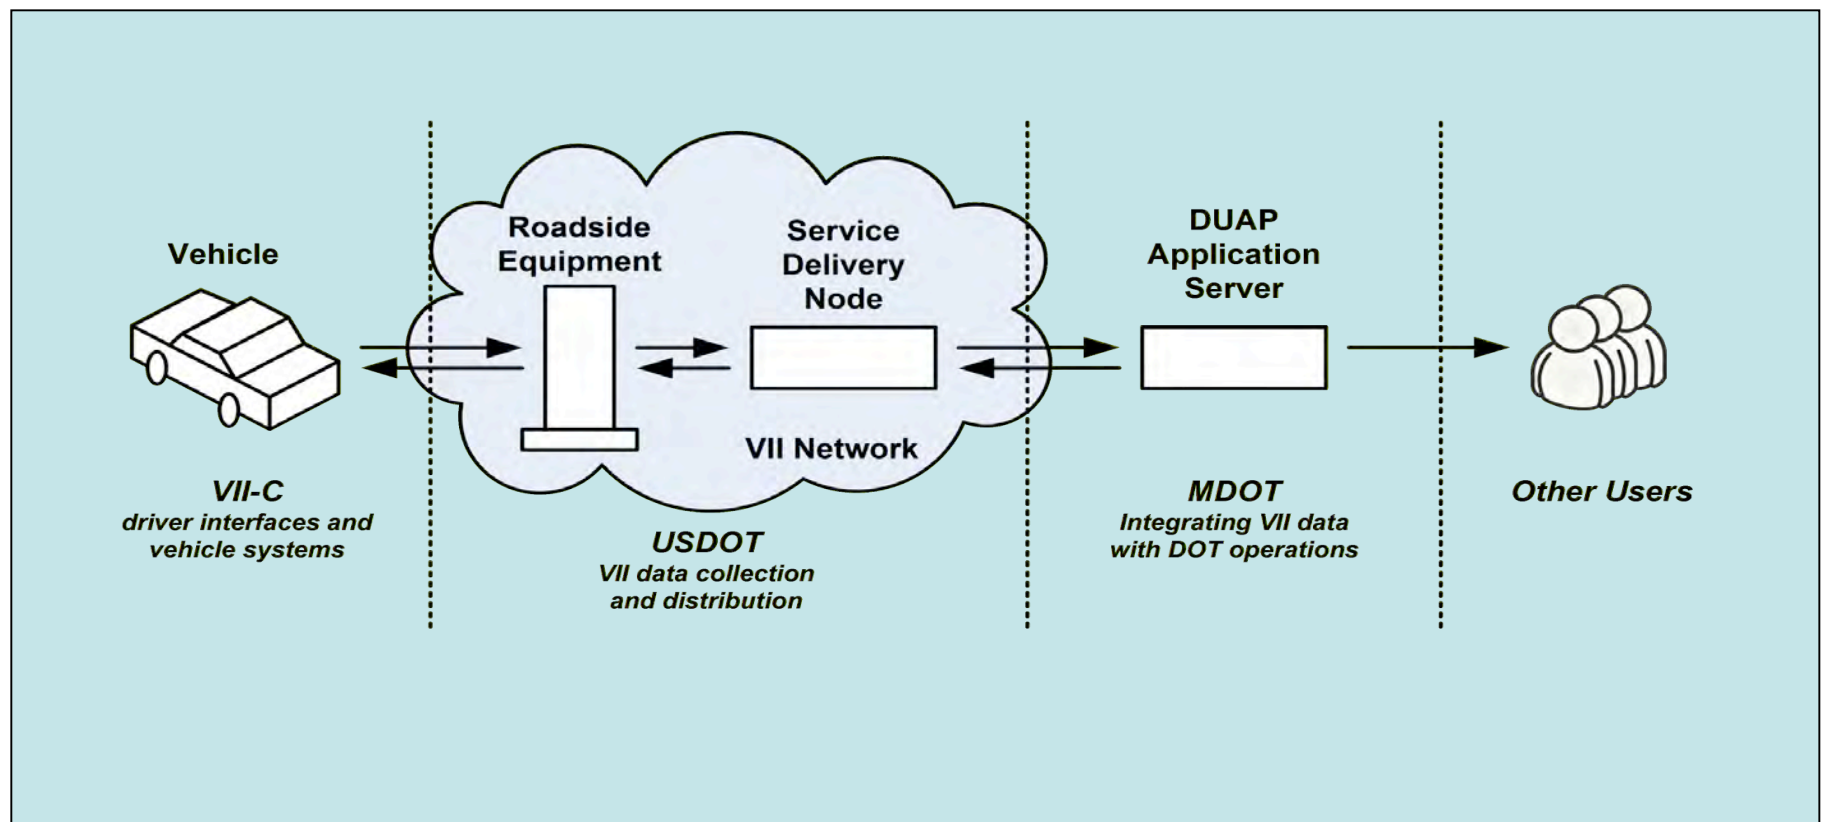 Vehicle
Roadside
Equipment
Service
Delivery
Node
DUAP
Application
Server
VII Network
VII-C
driver interfaces and
vehicle systems
USDOT
VII data collection
and distribution
MDOT
Integrating VII data
with DOT operations
Other Users